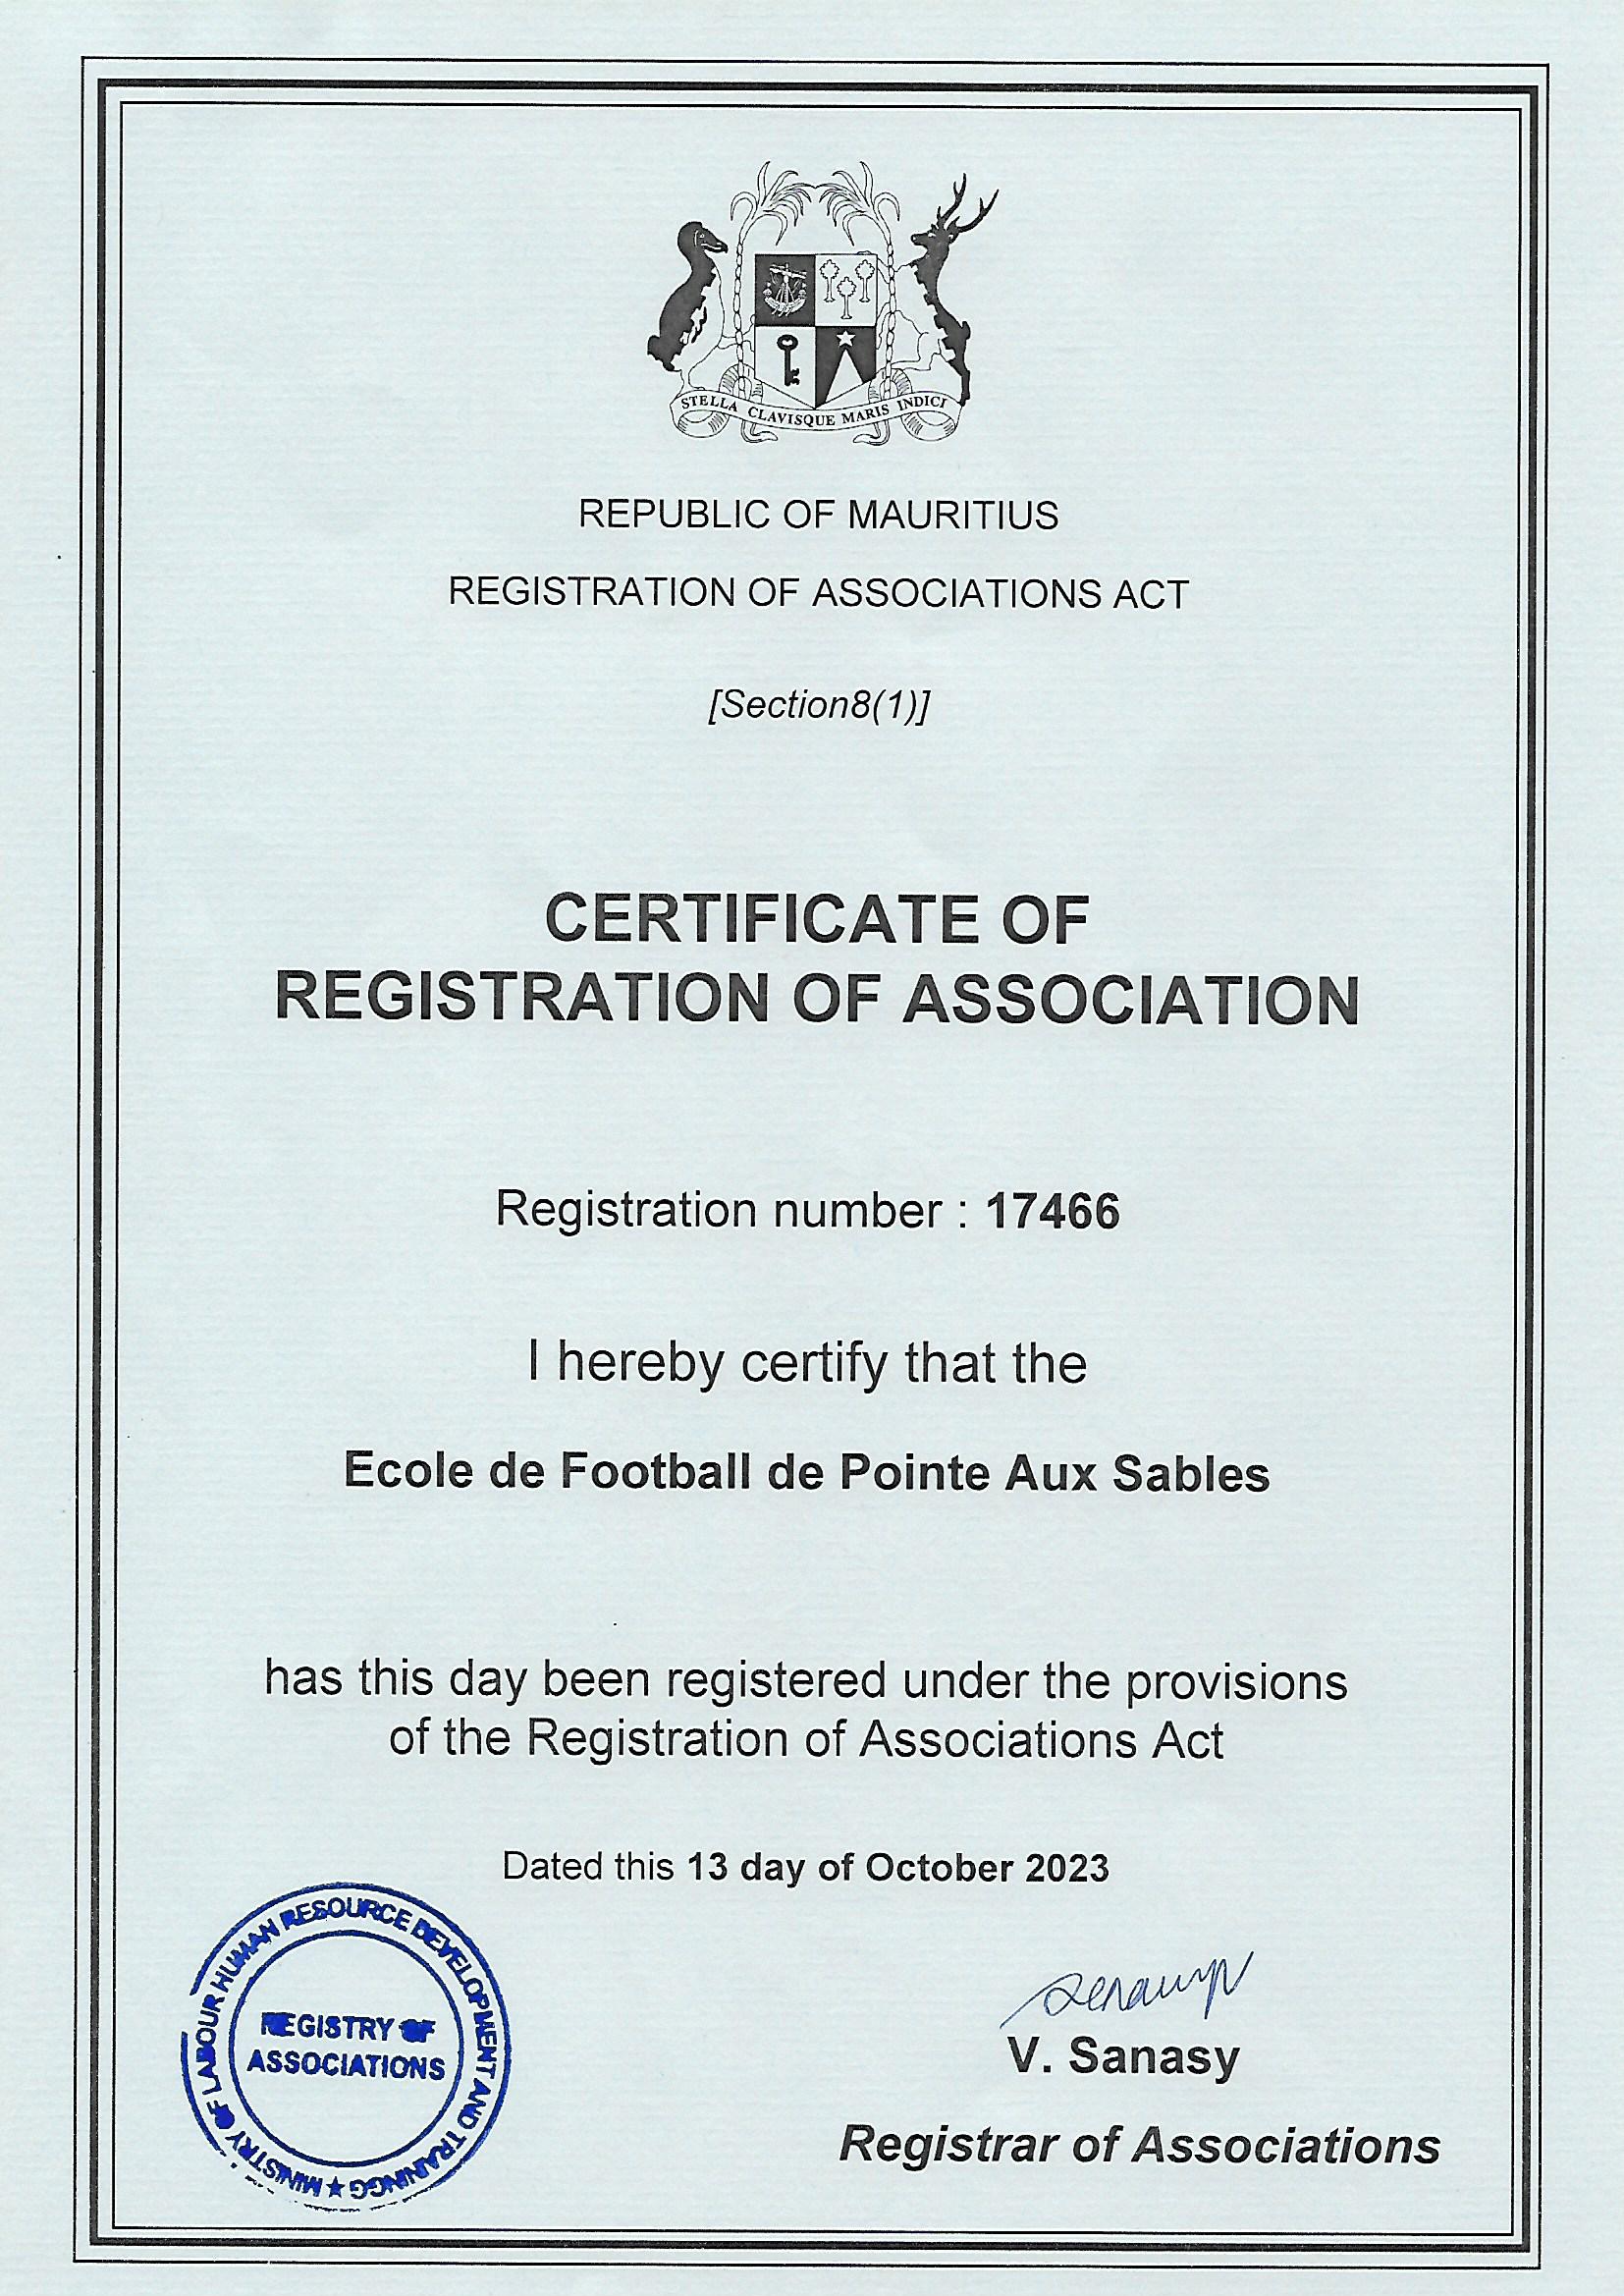 STELLA CLAVISQUE MARIS INDICI
REPUBLIC OF MAURITIUS
REGISTRATION OF ASSOCIATIONS ACT
[Section8(1)]
CERTIFICATE OF
REGISTRATION OF ASSOCIATION
Registration number : 17466
I hereby certify that the
Ecole de Football de Pointe Aux Sables
has this day been registered under the provisions
of the Registration of Associations Act
Dated this 13 day of October 2023
MINISTRY OF LABOUR HUMAN RESOURCE DEVELOPMENT AND TRAINING
REGISTRY OF
ASSOCIATIONS
V. Sanasy
Registrar of Associations